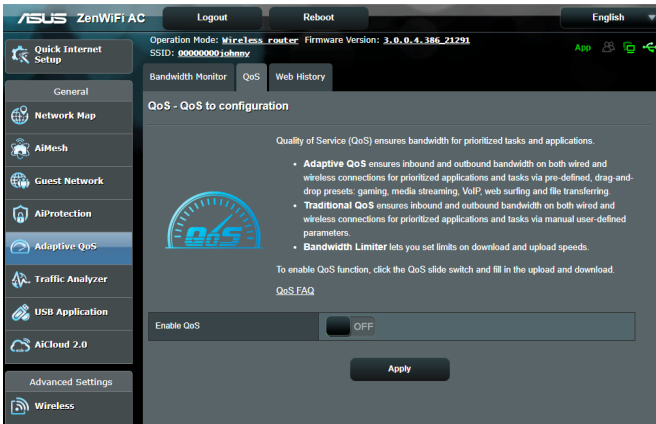 ASUS ZenWiFi AC Logout Reboot English
Operation Mode: Wireless router Firmware Version: 3.0.0.4.386_21291
SSID: 00000000johnny
App
Quick Internet
Setup
General
Network Map
AiMesh
Guest Network
AiProtection
Adaptive QoS
Traffic Analyzer
USB Application
AiCloud 2.0
Advanced Settings
Wireless
Bandwidth Monitor QoS Web History
QoS - QoS to configuration
QoS
Quality of Service (QoS) ensures bandwidth for prioritized tasks and applications.
• Adaptive QoS ensures inbound and outbound bandwidth on both wired and
wireless connections for prioritized applications and tasks via pre-defined, drag-and-
drop presets: gaming, media streaming, VoIP, web surfing and file transferring.
• Traditional QoS ensures inbound and outbound bandwidth on both wired and
wireless connections for prioritized applications and tasks via manual user-defined
parameters.
• Bandwidth Limiter lets you set limits on download and upload speeds.
To enable QoS function, click the QoS slide switch and fill in the upload and download.
QoS FAQ
Enable QoS OFF
Apply